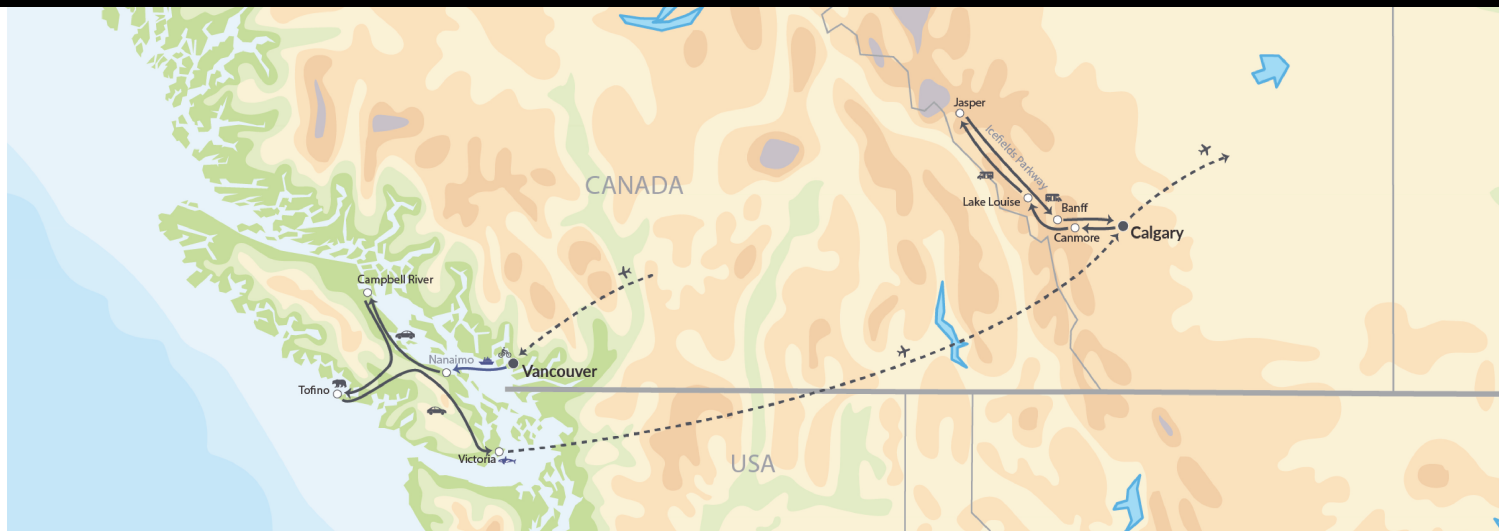 Jasper
Icefields Parkway
CANADA
Lake Louise
Banff
Canmore
Calgary
Campbell River
Nanaimo
Vancouver
Tofino
Victoria
USA